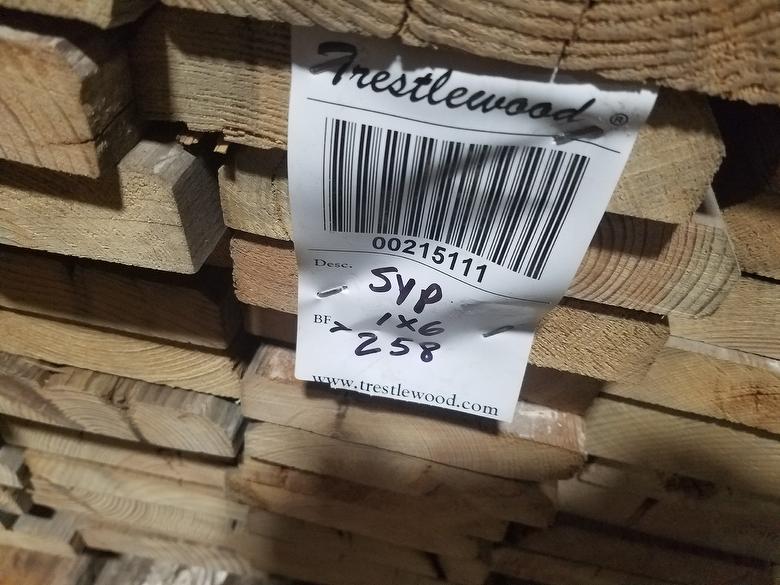 Trestlewood®
00215111
Desc.
SYP
1x6
BF > 258
www.trestlewood.com